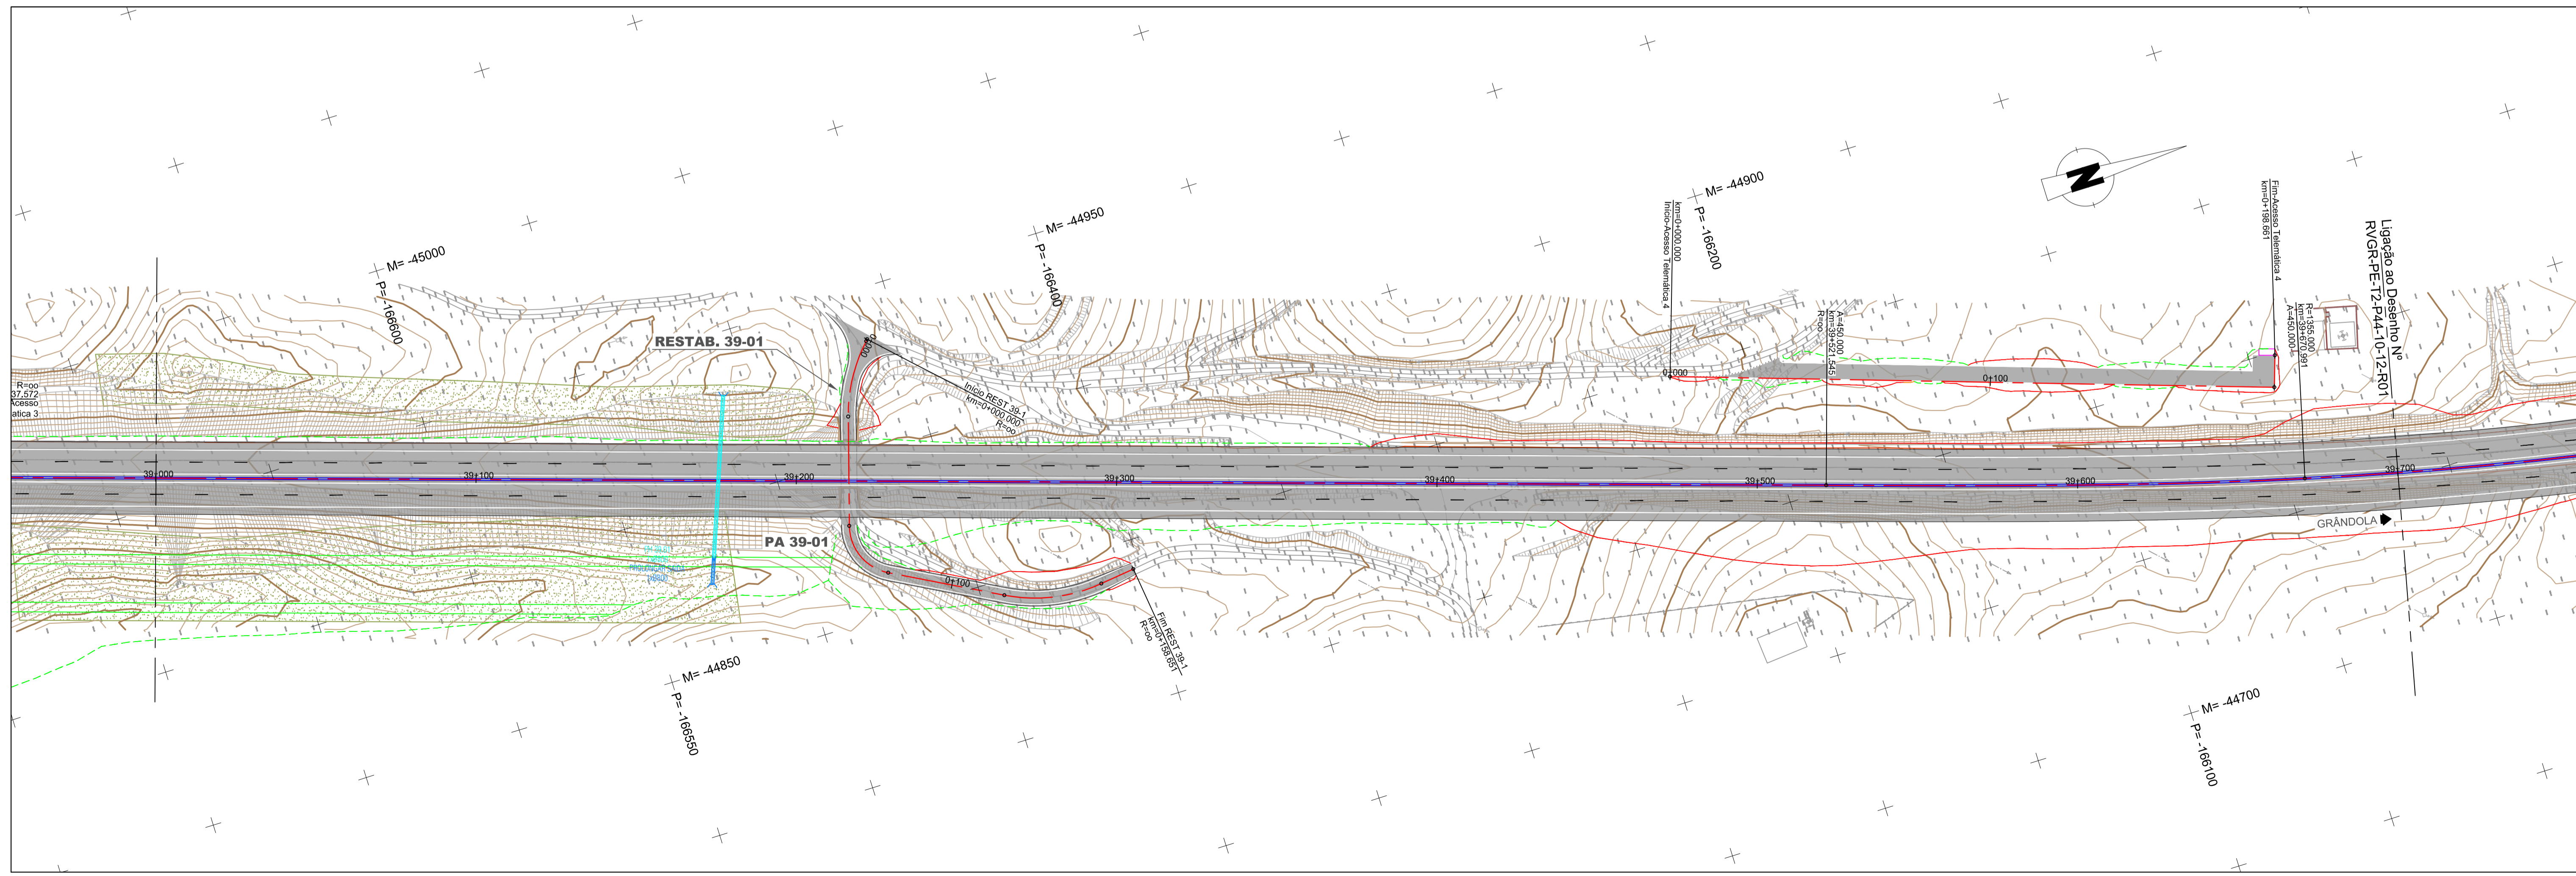 M= -45000
P= -166600
M= -44950
P= -166400
M= -44900
P= -166200
km=0+000.000
Início-Acesso Telemática 4
Fim-Acesso Telemática 4
km=0+198.661
Ligação ao Desenho Nº
RVGR-PE-T2-P44-10-12-R01
A=450.000
km=39+521.545
R=oo
R=1355.000
km=39+670.991
A=450.000
RESTAB. 39-01
Início REST 39-1
km=0+000.000
R=oo
R=oo
37,572
Acesso
atica 3
0+000
0+000
0+100
39+000
39+100
39+200
39+300
39+400
39+500
39+600
39+700
GRÂNDOLA
PA 39-01
0+100
Fim REST 39-1
km=0+158.651
R=oo
M= -44850
P= -166550
M= -44700
P= -166100
N